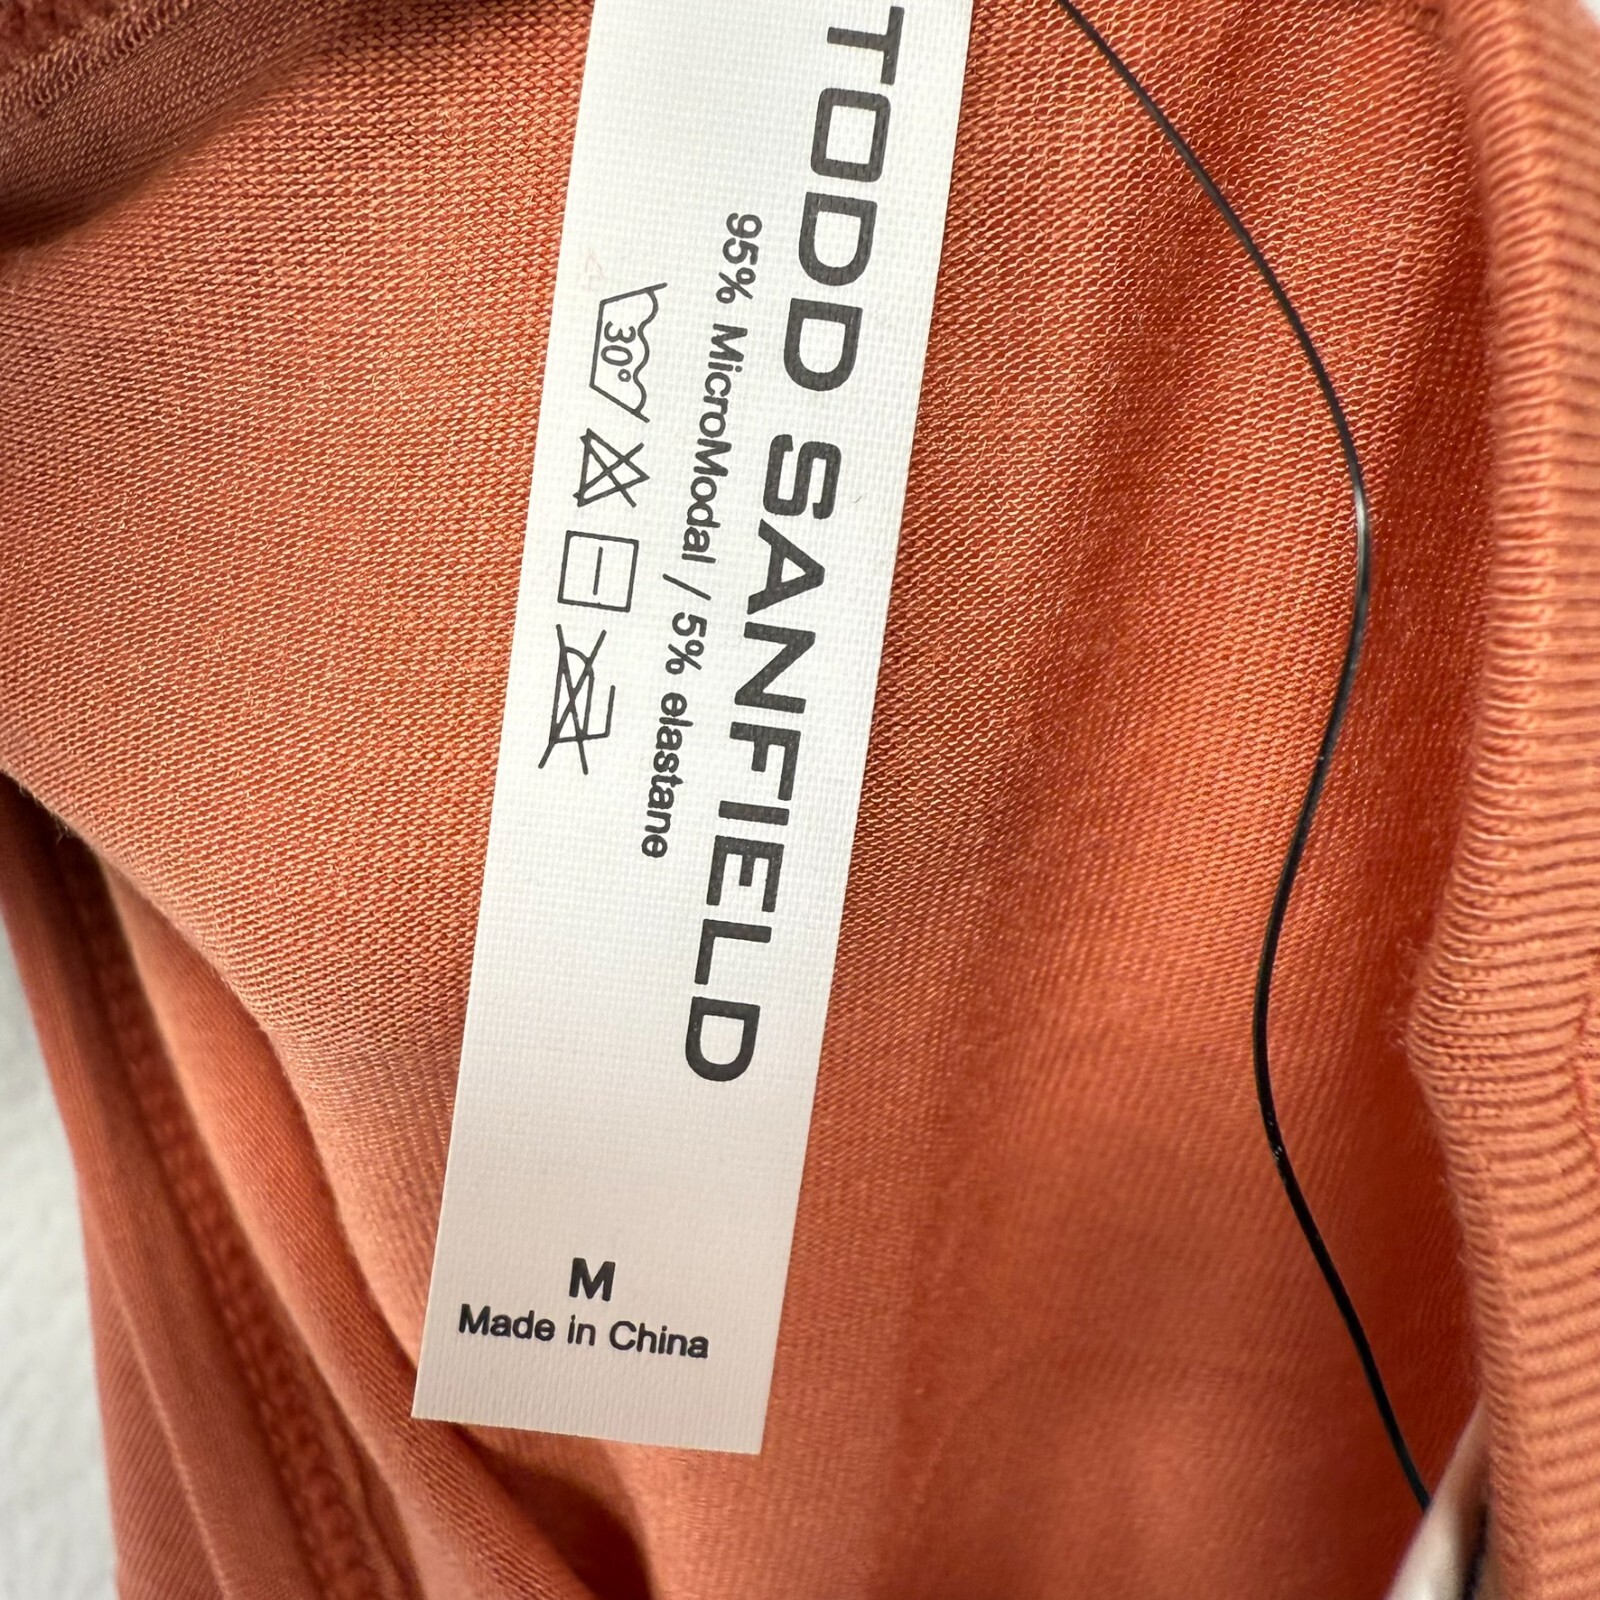 TODD SANFIELD
95% MicroModal / 5% elastane
30°
M
Made in China